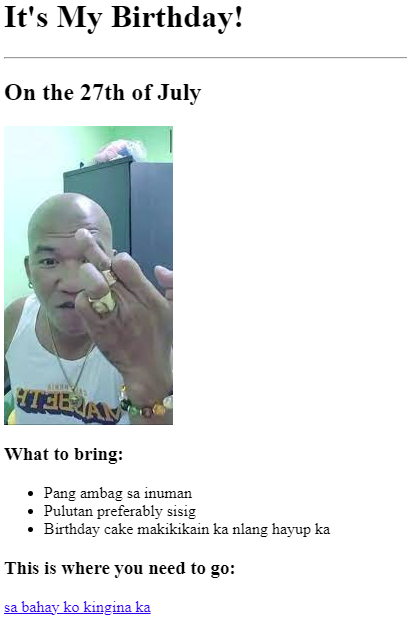 It's My Birthday!
On the 27th of July
What to bring:
Pang ambag sa inuman
Pulutan preferably sisig
Birthday cake makikikain ka nlang hayup ka
This is where you need to go:
sa bahay ko kingina ka